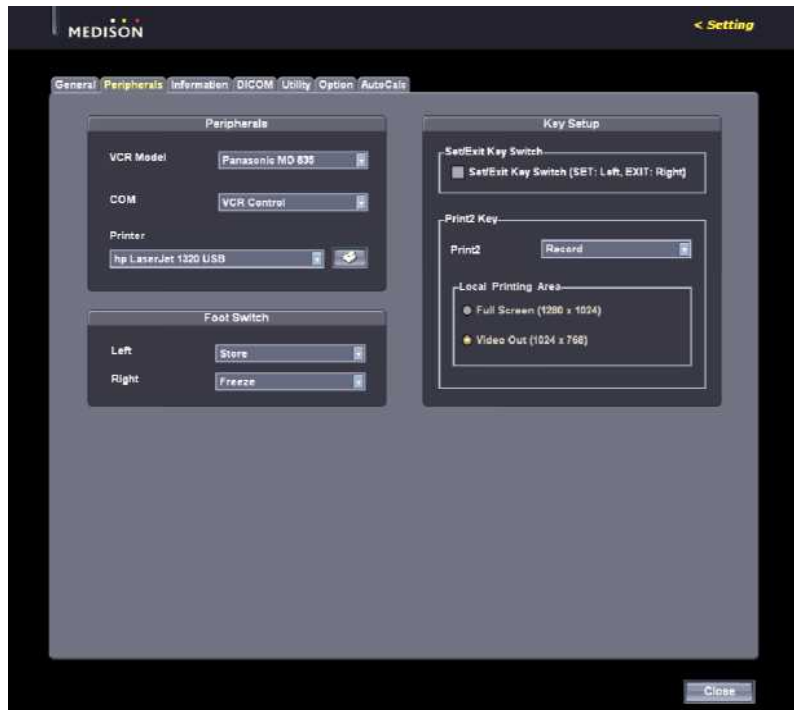 MEDISON
< Setting
General Peripherals Information DICOM Utility Option AutoCalc
Peripherals
VCR Model Panasonic MD 835
COM VCR Control
Printer
hp LaserJet 1320 USB
Foot Switch
Left Store
Right Freeze
Key Setup
Set/Exit Key Switch
Set/Exit Key Switch (SET: Left, EXIT: Right)
Print2 Key
Print2 Record
Local Printing Area
Full Screen (1280 x 1024)
Video Out (1024 x 768)
Close